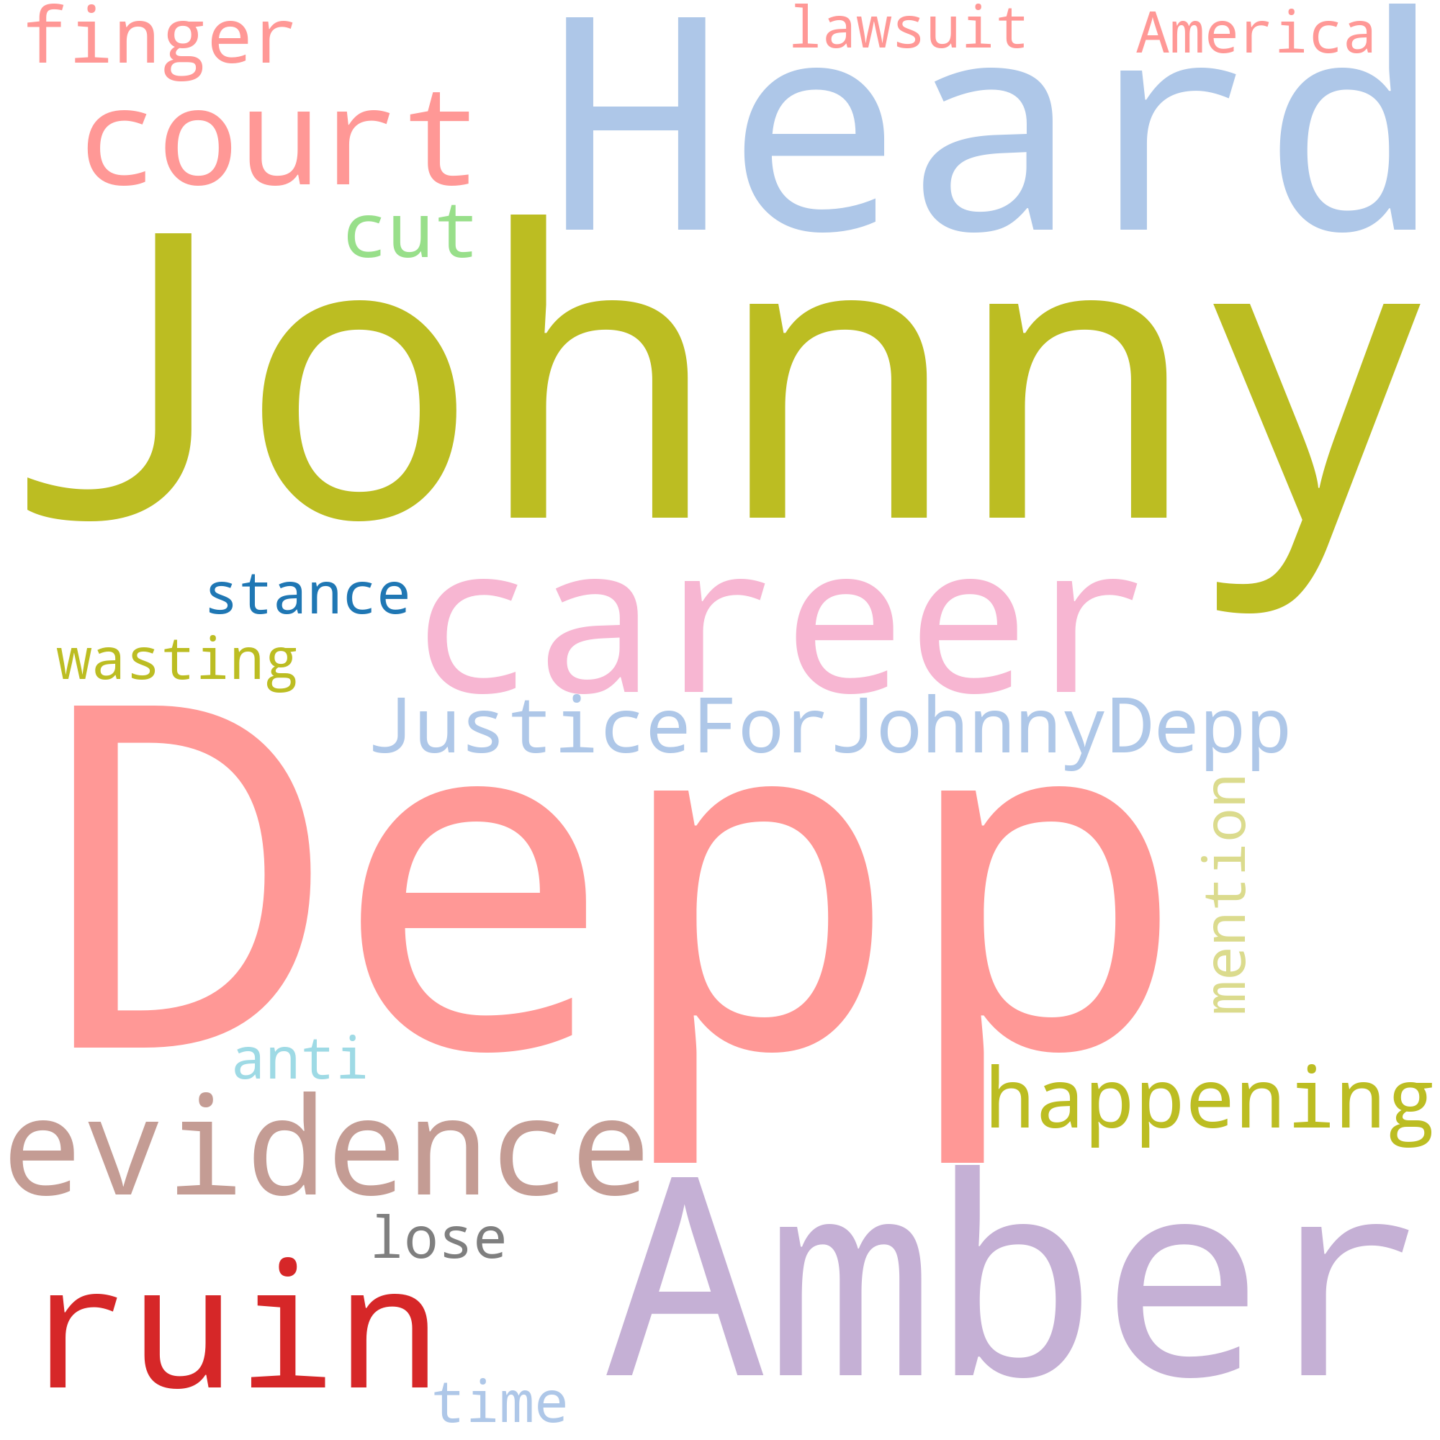 finger
lawsuit
America
Heard
court
cut
Johnny
stance
career
wasting
JusticeForJohnnyDepp
Depp
mention
anti
happening
evidence
Amber
lose
ruin
time